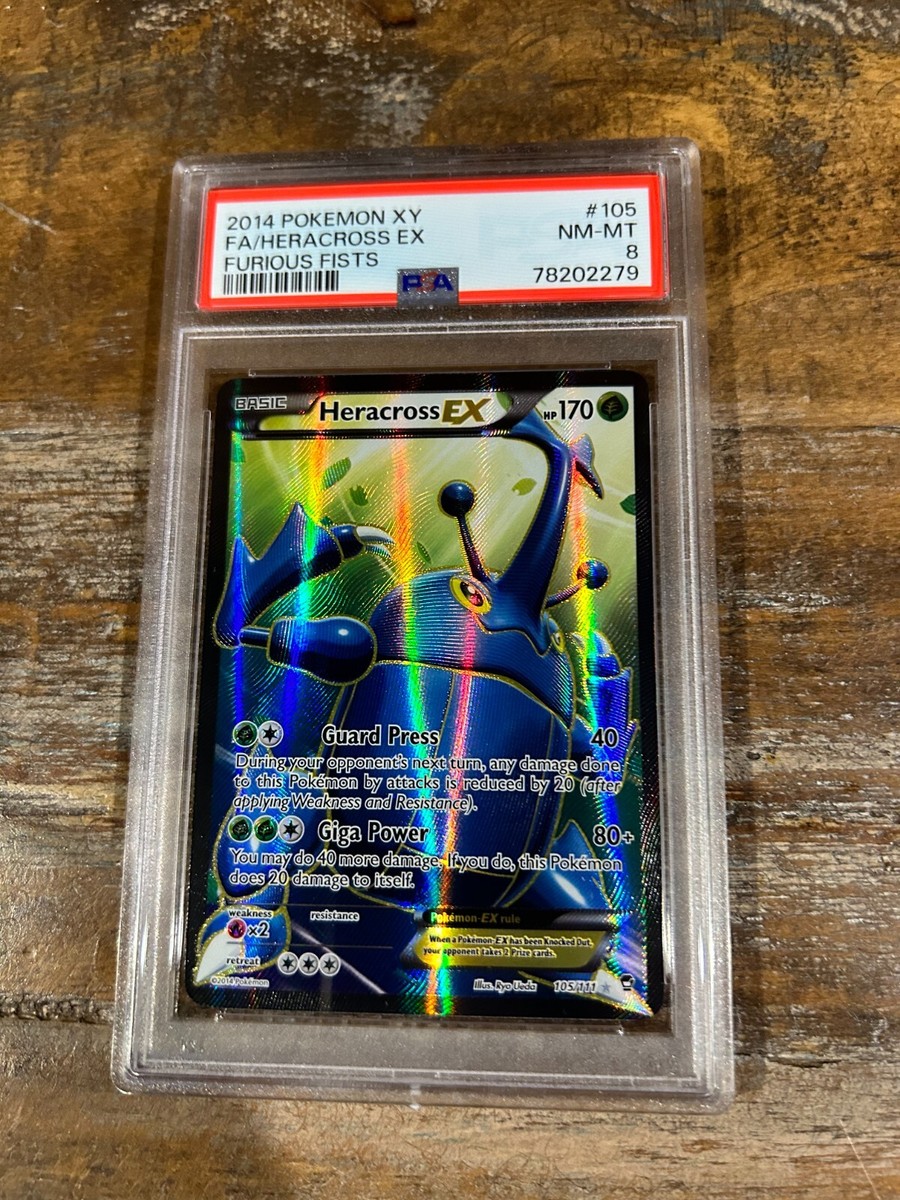 2014 POKEMON XY #105
FA/HERACROSS EX NM-MT
FURIOUS FISTS 8
PSA 78202279
BASIC Heracross EX HP 170
Guard Press 40
During your opponent's next turn, any damage done
to this Pokémon by attacks is reduced by 20 (after
applying Weakness and Resistance).
Giga Power 80+
You may do 40 more damage. If you do, this Pokémon
does 20 damage to itself.
weakness resistance
×2
retreat
Pokémon-EX rule
When a Pokémon-EX has been Knocked Out,
your opponent takes 2 Prize cards.
©2014 Pokémon Illus. Ryo Ueda 105/111